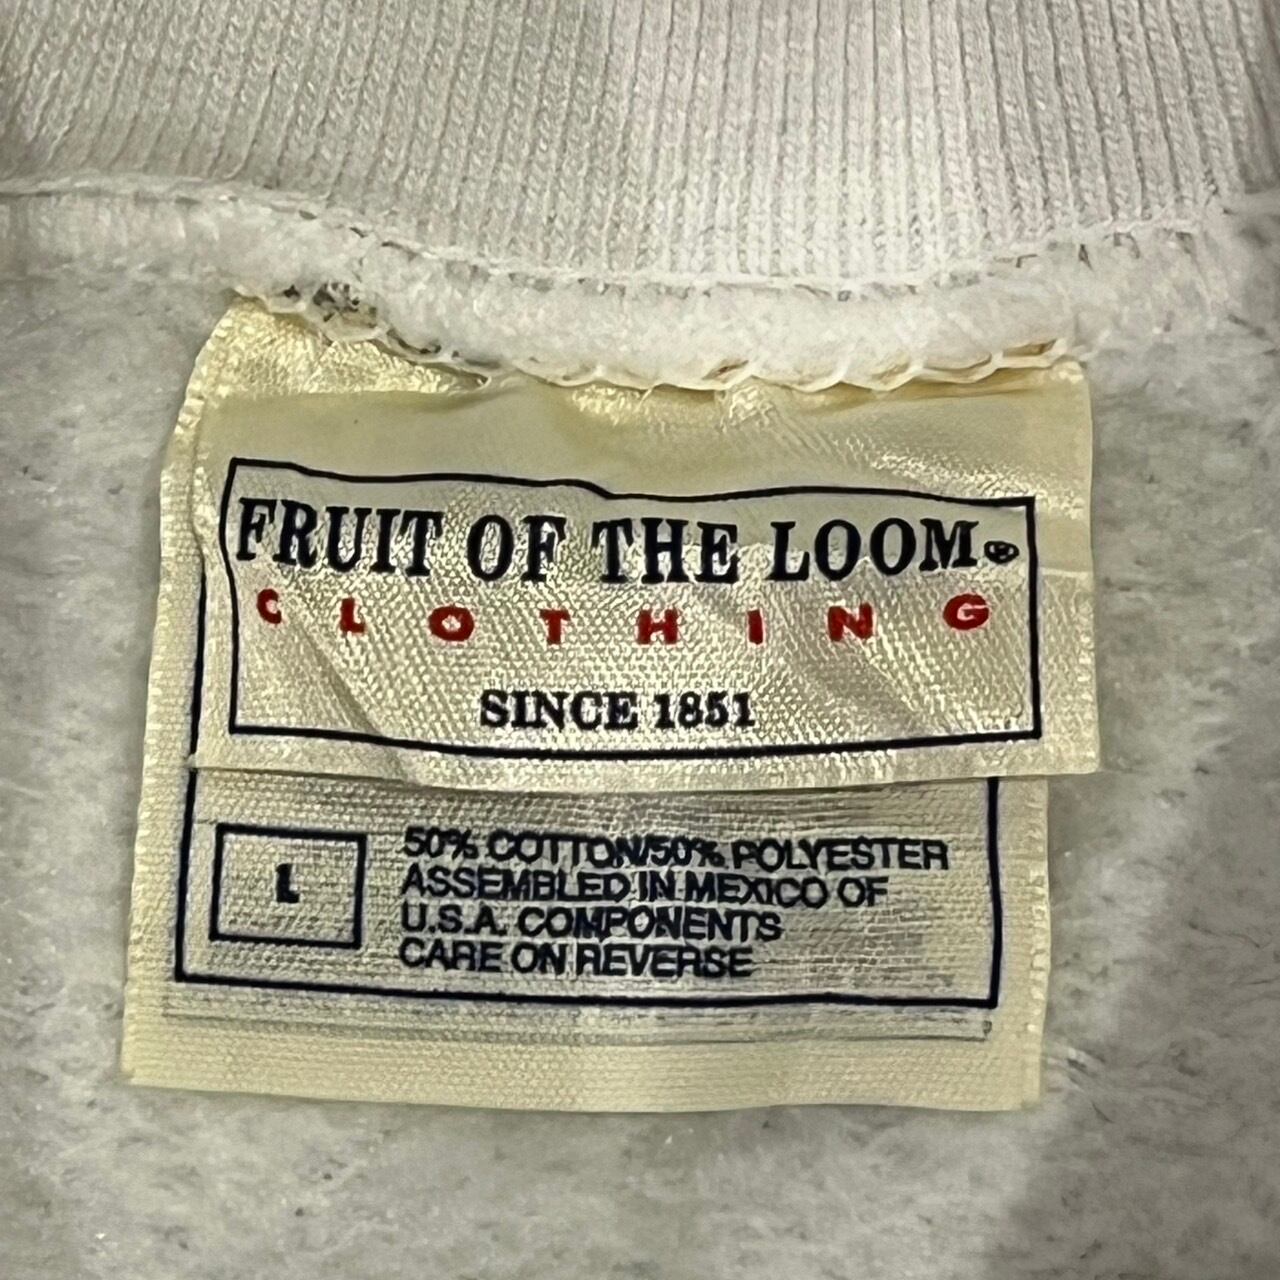 FRUIT OF THE LOOM®
CLOTHING
SINCE 1851
L
50% COTTON/50% POLYESTER
ASSEMBLED IN MEXICO OF
U.S.A. COMPONENTS
CARE ON REVERSE